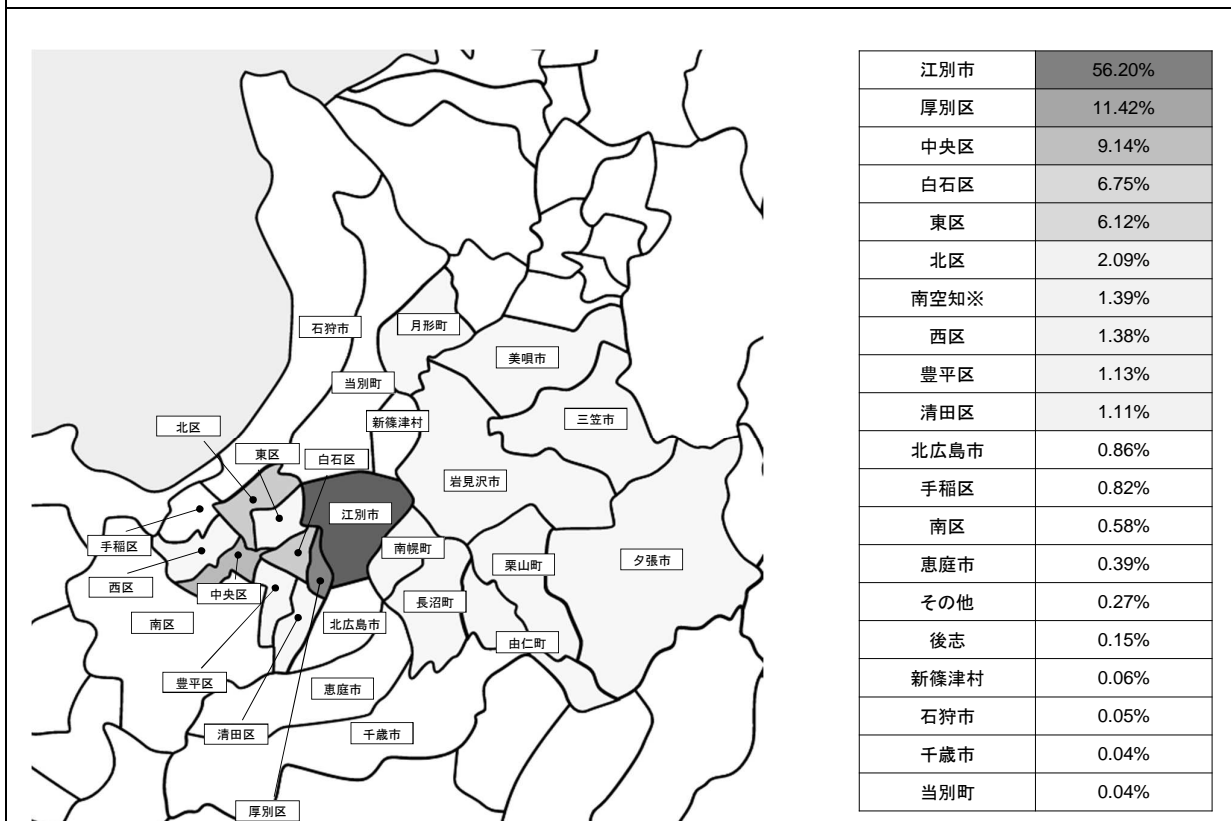 石狩市
月形町
美唄市
当別町
三笠市
新篠津村
北区
東区
白石区
岩見沢市
江別市
手稲区
南幌町
栗山町
夕張市
西区
中央区
長沼町
南区
北広島市
由仁町
豊平区
恵庭市
清田区
千歳市
厚別区
江別市 56.20%
厚別区 11.42%
中央区 9.14%
白石区 6.75%
東区 6.12%
北区 2.09%
南空知※ 1.39%
西区 1.38%
豊平区 1.13%
清田区 1.11%
北広島市 0.86%
手稲区 0.82%
南区 0.58%
恵庭市 0.39%
その他 0.27%
後志 0.15%
新篠津村 0.06%
石狩市 0.05%
千歳市 0.04%
当別町 0.04%